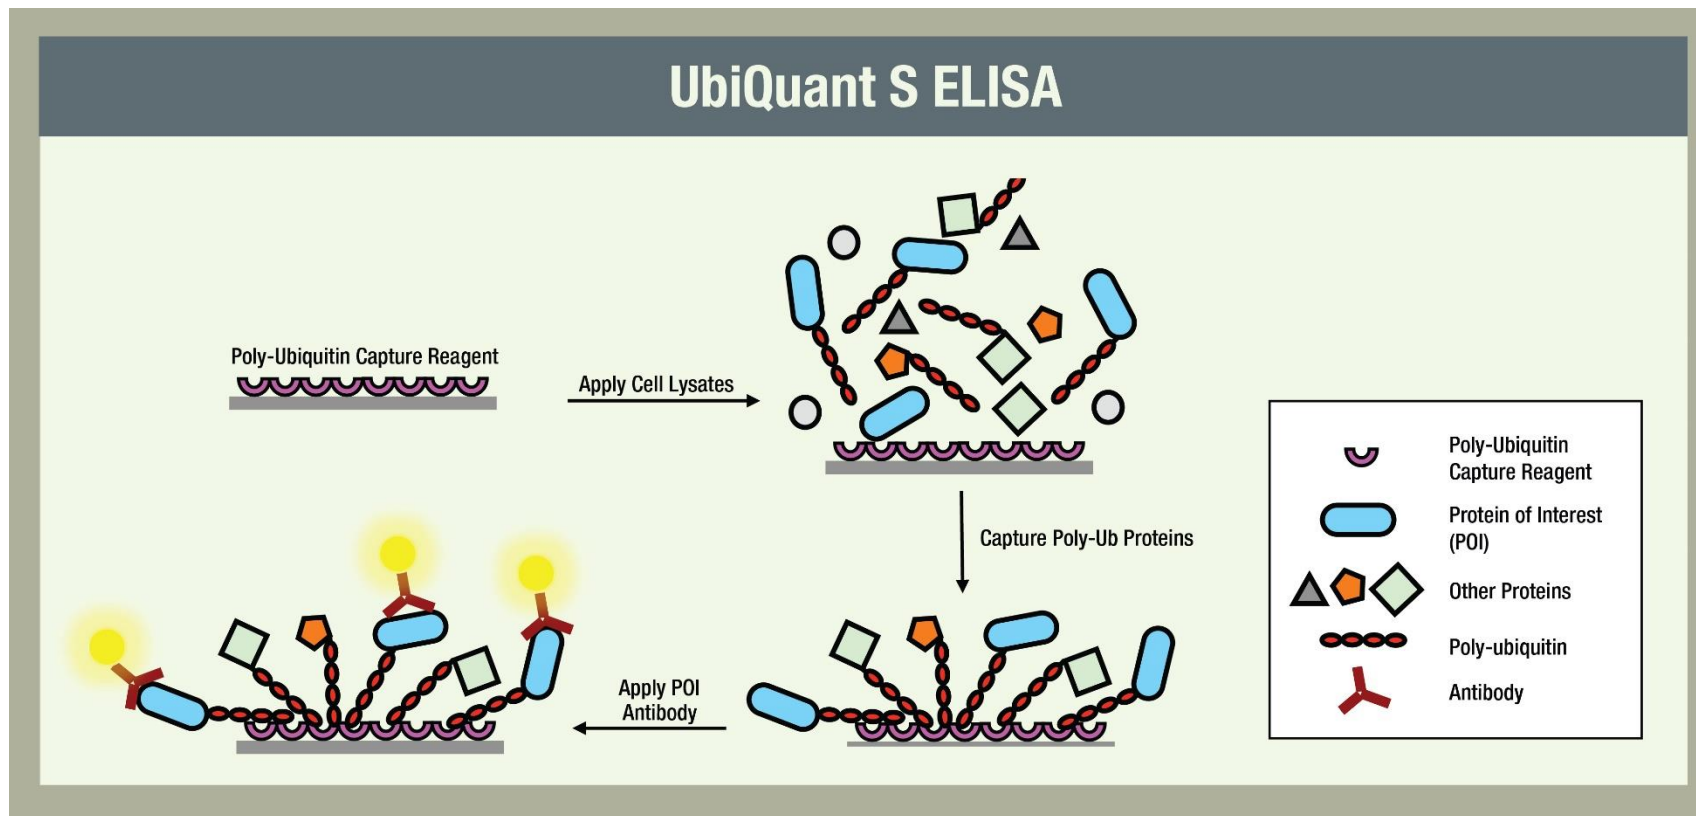 UbiQuant S ELISA
Poly-Ubiquitin Capture Reagent
Apply Cell Lysates
Capture Poly-Ub Proteins
Apply POI
Antibody
Poly-Ubiquitin
Capture Reagent
Protein of Interest
(POI)
Other Proteins
Poly-ubiquitin
Antibody